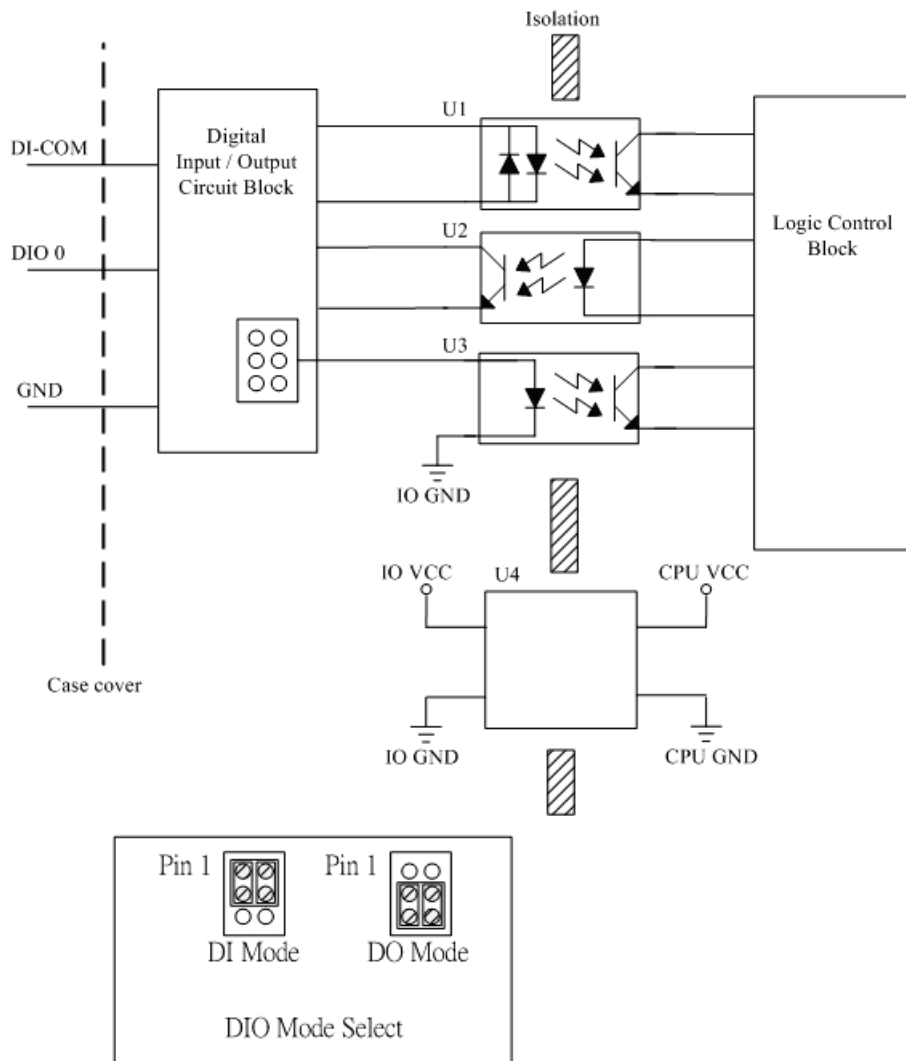 Isolation
U1
DI-COM
Digital
Input / Output
Circuit Block
Logic Control
Block
U2
DIO 0
U3
GND
IO GND
IO VCC
U4
CPU VCC
Case cover
IO GND
CPU GND
Pin 1
Pin 1
DI Mode
DO Mode
DIO Mode Select